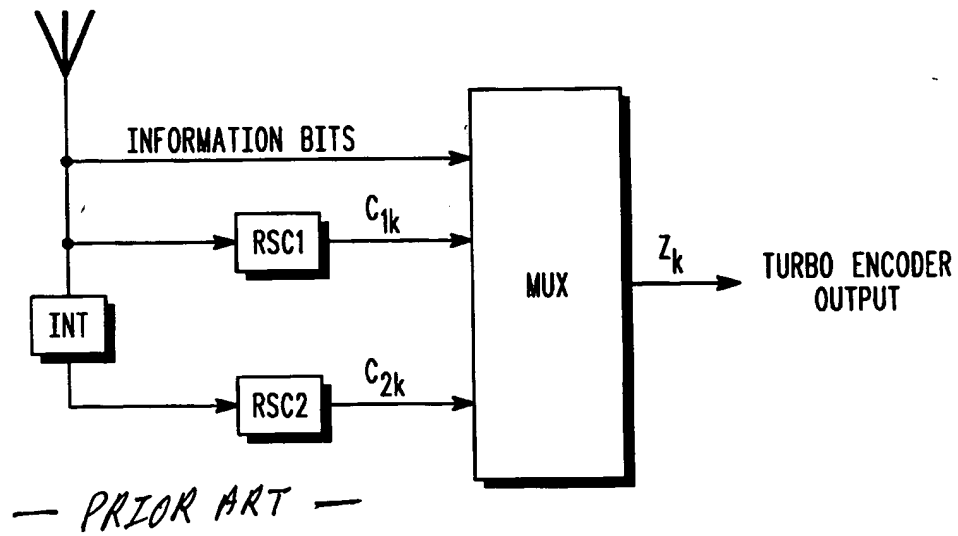 INFORMATION BITS
C1k
RSC1
Zk
TURBO ENCODER
OUTPUT
MUX
INT
C2k
RSC2
— PRIOR ART —